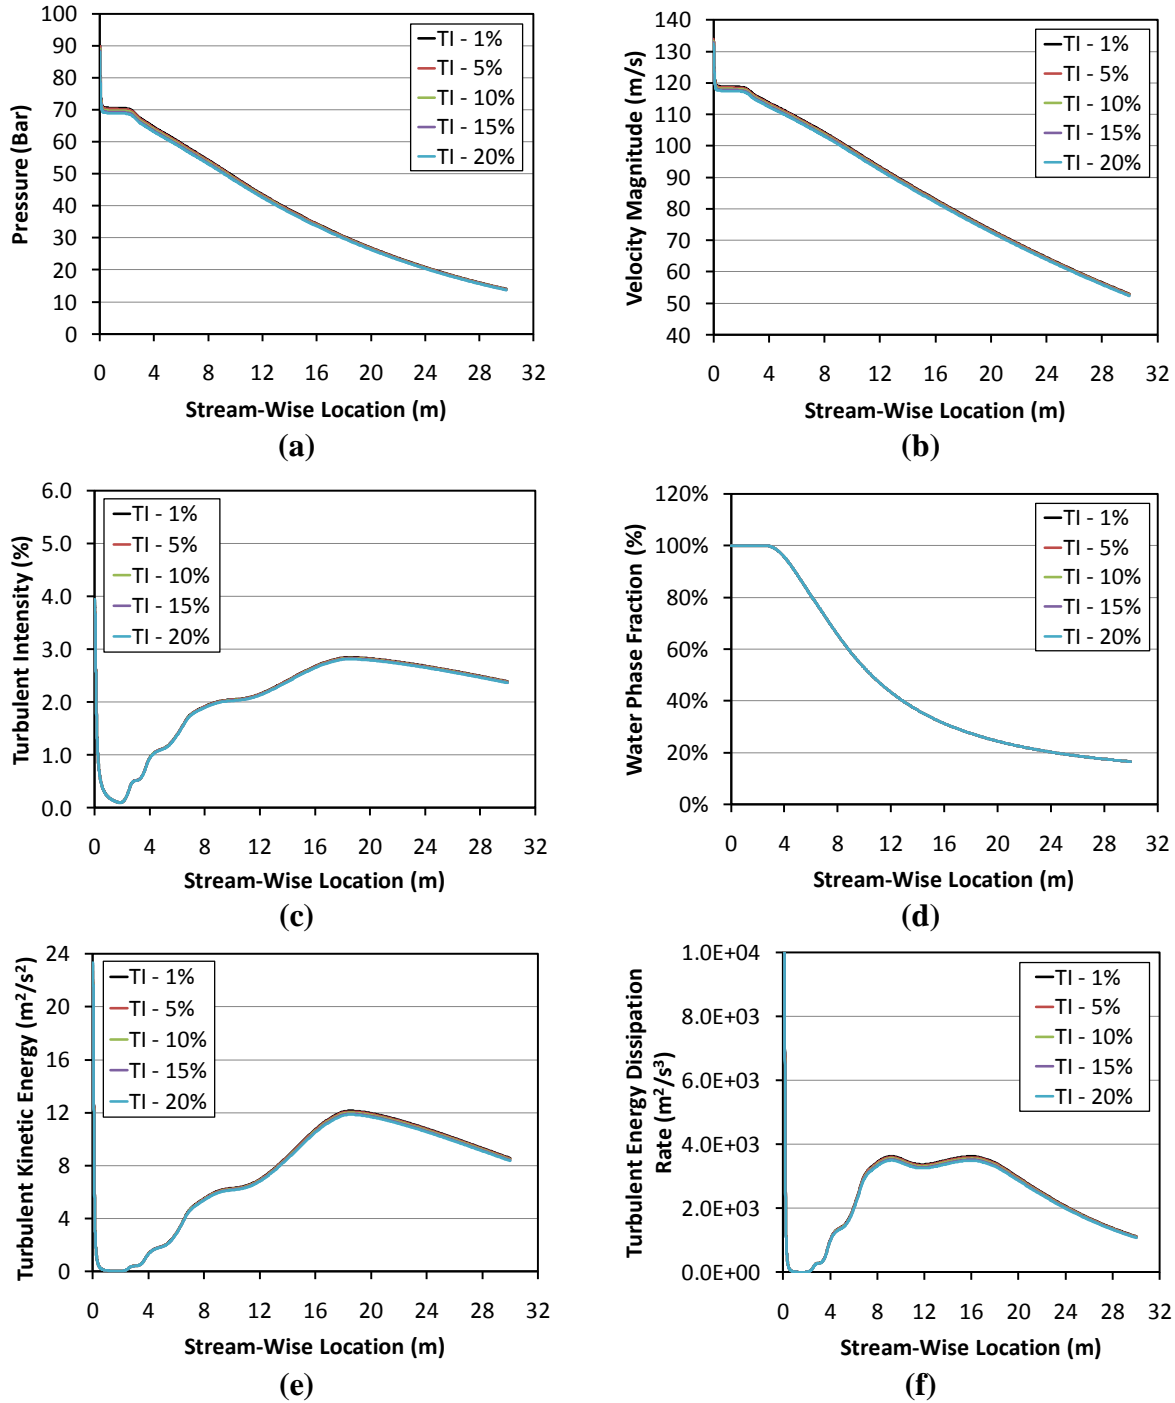 Pressure (Bar)
100
90
80
70
60
50
40
30
20
10
0
TI - 1%
TI - 5%
TI - 10%
TI - 15%
TI - 20%
0 4 8 12 16 20 24 28 32
Stream-Wise Location (m)
(a)
Velocity Magnitude (m/s)
140
130
120
110
100
90
80
70
60
50
40
TI - 1%
TI - 5%
TI - 10%
TI - 15%
TI - 20%
0 4 8 12 16 20 24 28 32
Stream-Wise Location (m)
(b)
Turbulent Intensity (%)
6.0
5.0
4.0
3.0
2.0
1.0
0.0
TI - 1%
TI - 5%
TI - 10%
TI - 15%
TI - 20%
0 4 8 12 16 20 24 28 32
Stream-Wise Location (m)
(c)
Water Phase Fraction (%)
120%
100%
80%
60%
40%
20%
0%
TI - 1%
TI - 5%
TI - 10%
TI - 15%
TI - 20%
0 4 8 12 16 20 24 28 32
Stream-Wise Location (m)
(d)
Turbulent Kinetic Energy (m²/s²)
24
20
16
12
8
4
0
TI - 1%
TI - 5%
TI - 10%
TI - 15%
TI - 20%
0 4 8 12 16 20 24 28 32
Stream-Wise Location (m)
(e)
Turbulent Energy Dissipation
Rate (m²/s³)
1.0E+04
8.0E+03
6.0E+03
4.0E+03
2.0E+03
0.0E+00
TI - 1%
TI - 5%
TI - 10%
TI - 15%
TI - 20%
0 4 8 12 16 20 24 28 32
Stream-Wise Location (m)
(f)